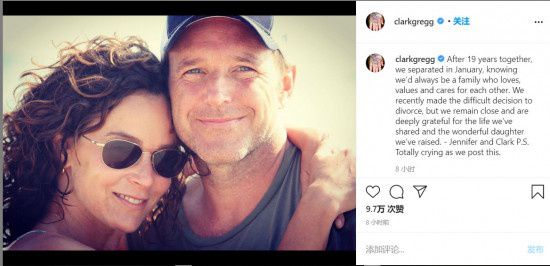 clarkgregg • 关注
clarkgregg After 19 years together,
we separated in January, knowing
we'd always be a family who loves,
values and cares for each other. We
recently made the difficult decision to
divorce, but we remain close and are
deeply grateful for the life we've
shared and the wonderful daughter
we've raised. - Jennifer and Clark P.S.
Totally crying as we post this.
8 小时
9.7万 次赞
8 小时前
添加评论...
发布